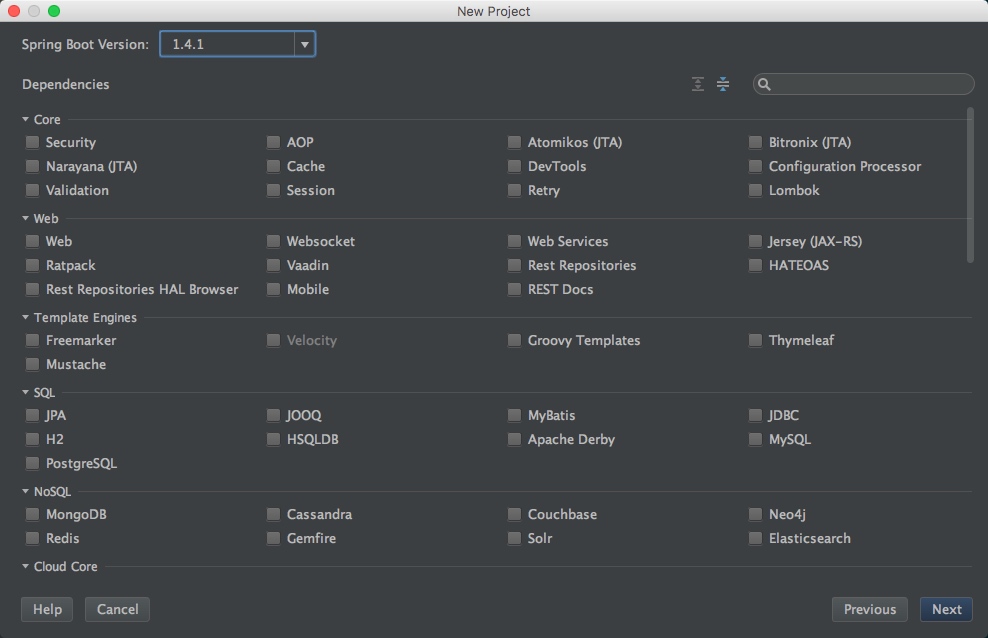 New Project
Spring Boot Version: 1.4.1
Dependencies
Core
Security AOP Atomikos (JTA) Bitronix (JTA)
Narayana (JTA) Cache DevTools Configuration Processor
Validation Session Retry Lombok
Web
Web Websocket Web Services Jersey (JAX-RS)
Ratpack Vaadin Rest Repositories HATEOAS
Rest Repositories HAL Browser Mobile REST Docs
Template Engines
Freemarker Velocity Groovy Templates Thymeleaf
Mustache
SQL
JPA JOOQ MyBatis JDBC
H2 HSQLDB Apache Derby MySQL
PostgreSQL
NoSQL
MongoDB Cassandra Couchbase Neo4j
Redis Gemfire Solr Elasticsearch
Cloud Core
Help Cancel Previous Next